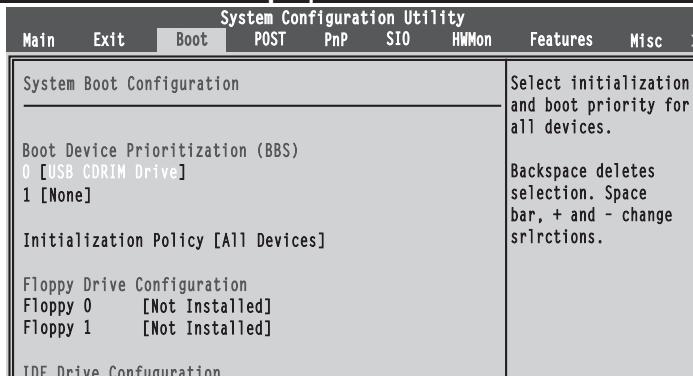 System Configuration Utility
Main Exit Boot POST PnP SIO HWMon Features Misc
System Boot Configuration
Boot Device Prioritization (BBS)
0 [USB CDRIM Drive]
1 [None]
Initialization Policy [All Devices]
Floppy Drive Configuration
Floppy 0 [Not Installed]
Floppy 1 [Not Installed]
IDE Drive Confuguration
Select initialization
and boot priority for
all devices.
Backspace deletes
selection. Space
bar, + and - change
srlrctions.